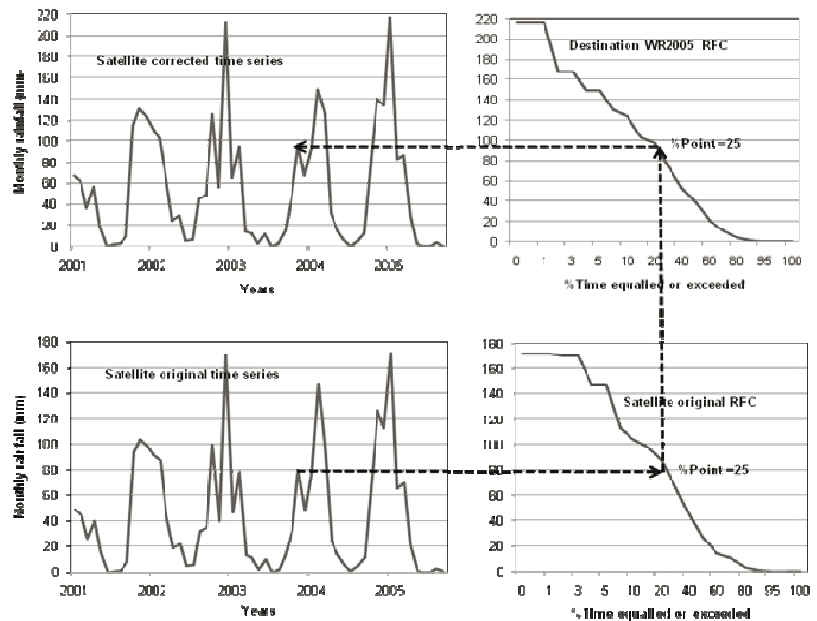 220
200
180
160
140
120
100
80
60
40
20
0
Monthly rainfall (mm)
Satellite corrected time series
2001 2002 2003 2004 2005
Years
220
200
180
160
140
120
100
80
60
40
20
0
Destination WR2005 RFC
%Point=25
0 1 3 5 10 20 40 60 80 95 100
%Time equalled or exceeded
180
160
140
120
100
80
60
40
20
0
Monthly rainfall (mm)
Satellite original time series
2001 2002 2003 2004 2005
Years
180
160
140
120
100
80
60
40
20
0
Satellite original RFC
%Point=25
0 1 3 5 10 20 40 60 80 95 100
%Time equalled or exceeded